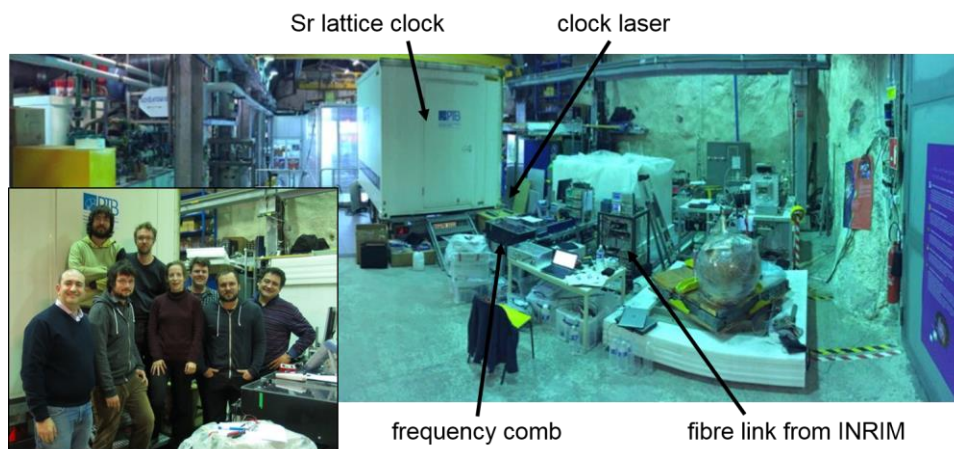 Sr lattice clock
clock laser
PTB
PTB
frequency comb
fibre link from INRIM